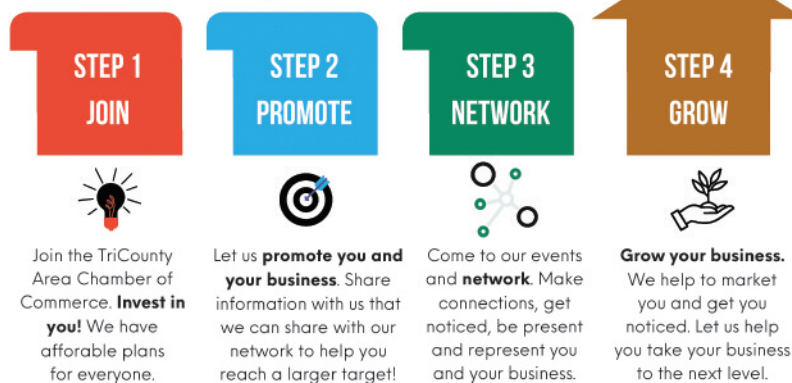 STEP 1
JOIN
Join the TriCounty
Area Chamber of
Commerce. Invest in
you! We have
afforable plans
for everyone.
STEP 2
PROMOTE
Let us promote you and
your business. Share
information with us that
we can share with our
network to help you
reach a larger target!
STEP 3
NETWORK
Come to our events
and network. Make
connections, get
noticed, be present
and represent you
and your business.
STEP 4
GROW
Grow your business.
We help to market
you and get you
noticed. Let us help
you take your business
to the next level.